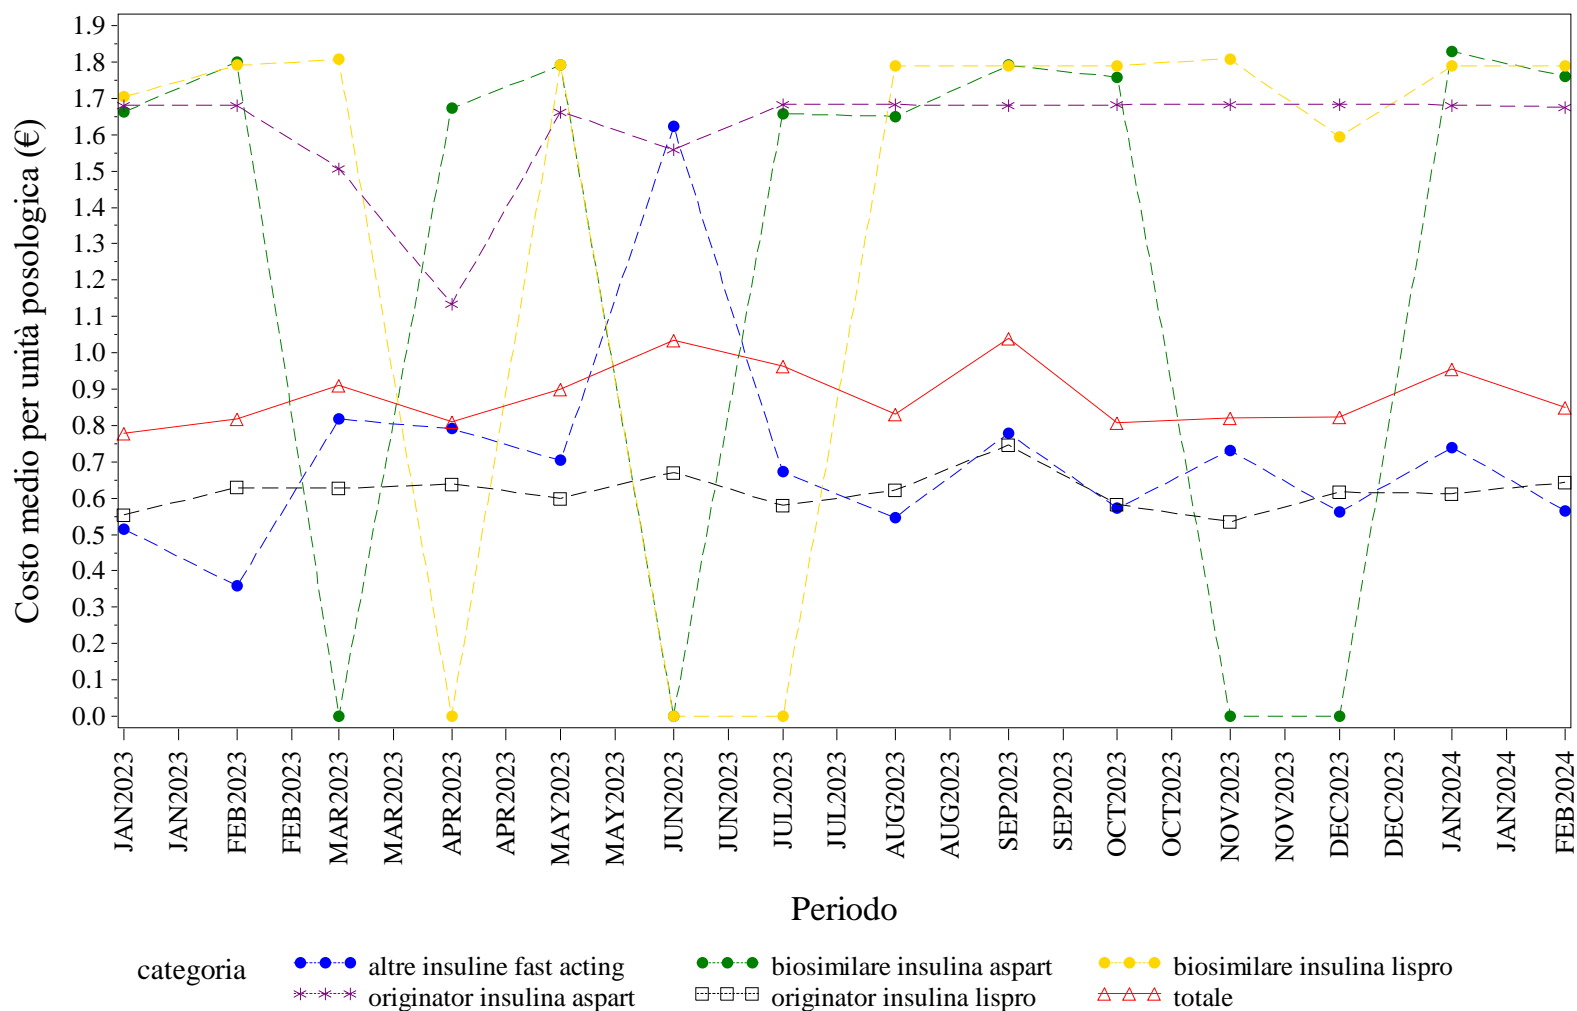 Costo medio per unità posologica (€)
1.9
1.8
1.7
1.6
1.5
1.4
1.3
1.2
1.1
1.0
0.9
0.8
0.7
0.6
0.5
0.4
0.3
0.2
0.1
0.0
JAN2023
JAN2023
FEB2023
FEB2023
MAR2023
MAR2023
APR2023
APR2023
MAY2023
MAY2023
JUN2023
JUN2023
JUL2023
JUL2023
AUG2023
AUG2023
SEP2023
SEP2023
OCT2023
OCT2023
NOV2023
NOV2023
DEC2023
DEC2023
JAN2024
JAN2024
FEB2024
Periodo
categoria
altre insuline fast acting
biosimilare insulina aspart
biosimilare insulina lispro
originator insulina aspart
originator insulina lispro
totale